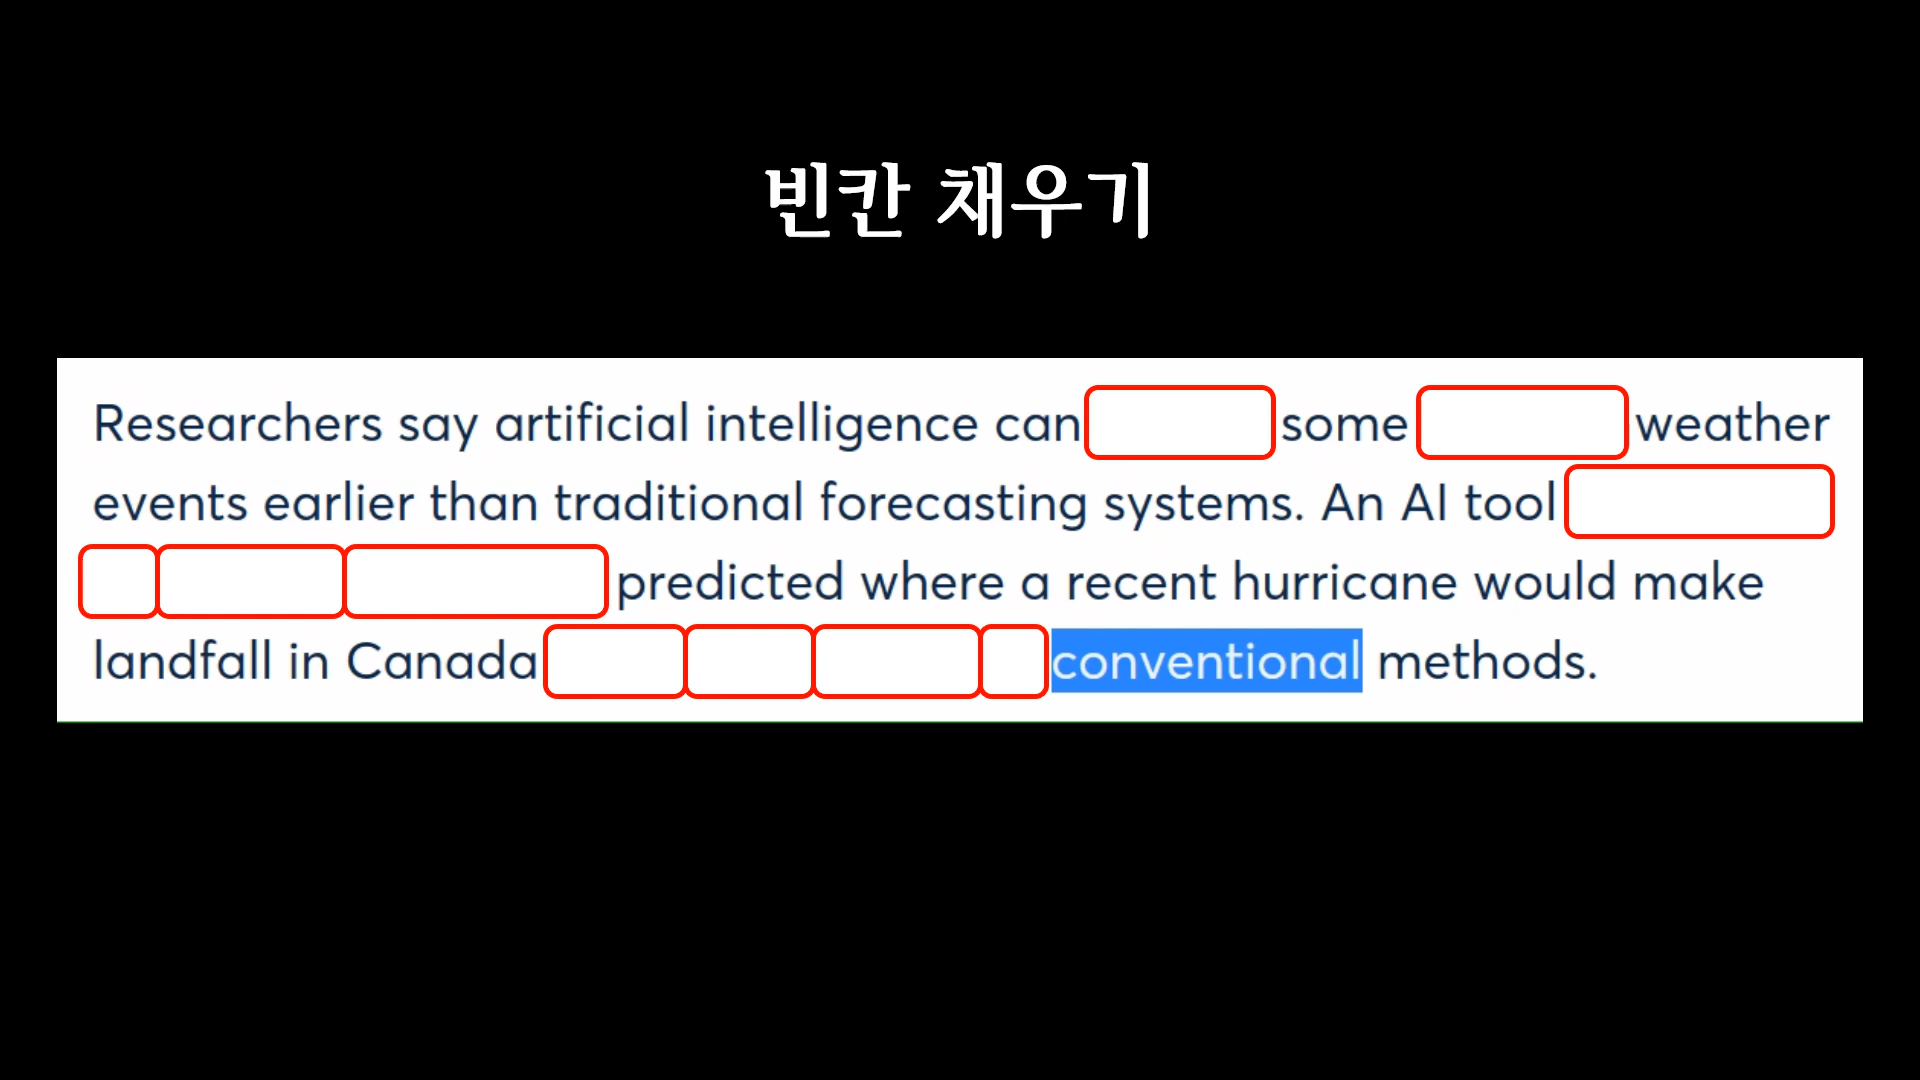 빈칸 채우기
Researchers say artificial intelligence can some weather
events earlier than traditional forecasting systems. An AI tool
predicted where a recent hurricane would make
landfall in Canada conventional methods.